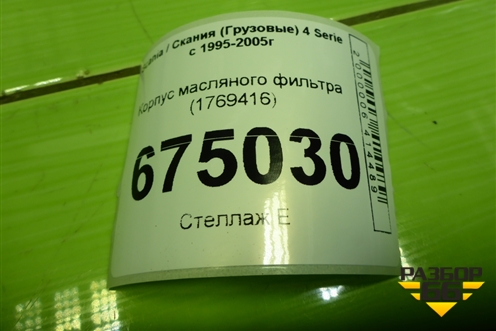 / Скания (Грузовые) 4 Serie
с 1995-2005г
Корпус масляного фильтра
(1769416)
675030
Стеллаж Е
РАЗБОР